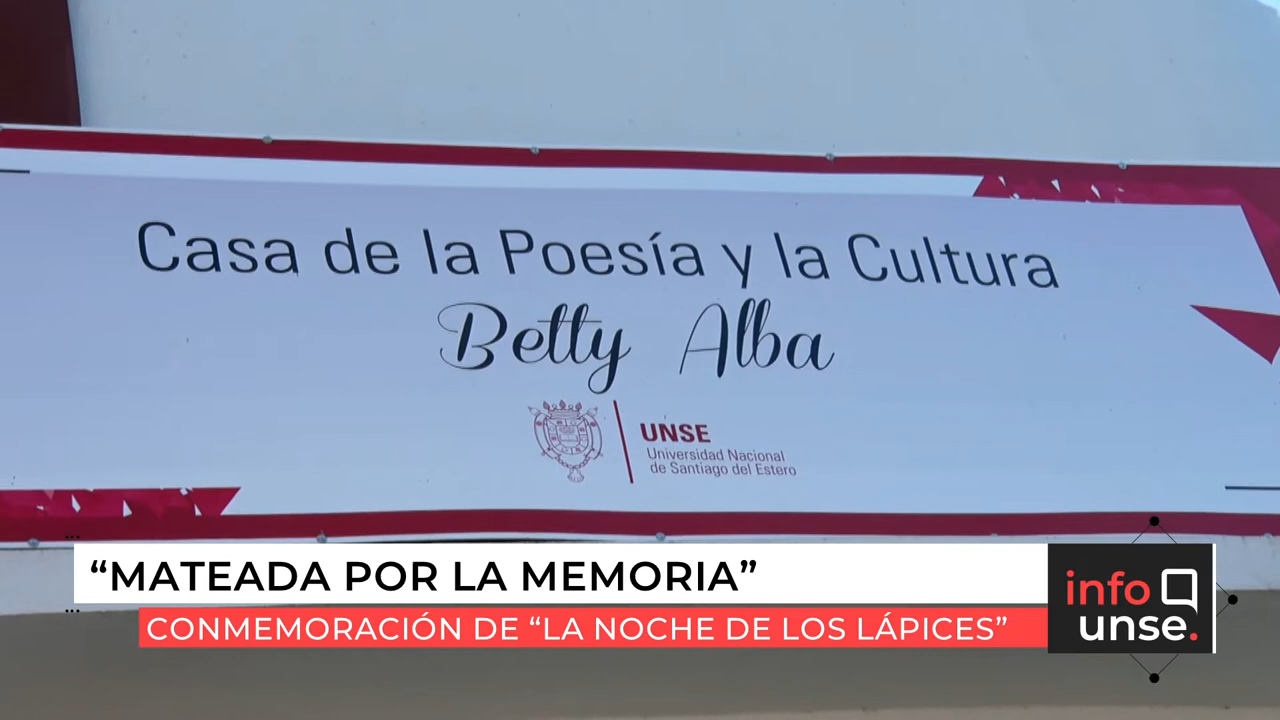 Casa de la Poesía y la Cultura
Betty Alba
UNSE
Universidad Nacional
de Santiago del Estero
“MATEADA POR LA MEMORIA”
CONMEMORACIÓN DE “LA NOCHE DE LOS LÁPICES”
info
unse.